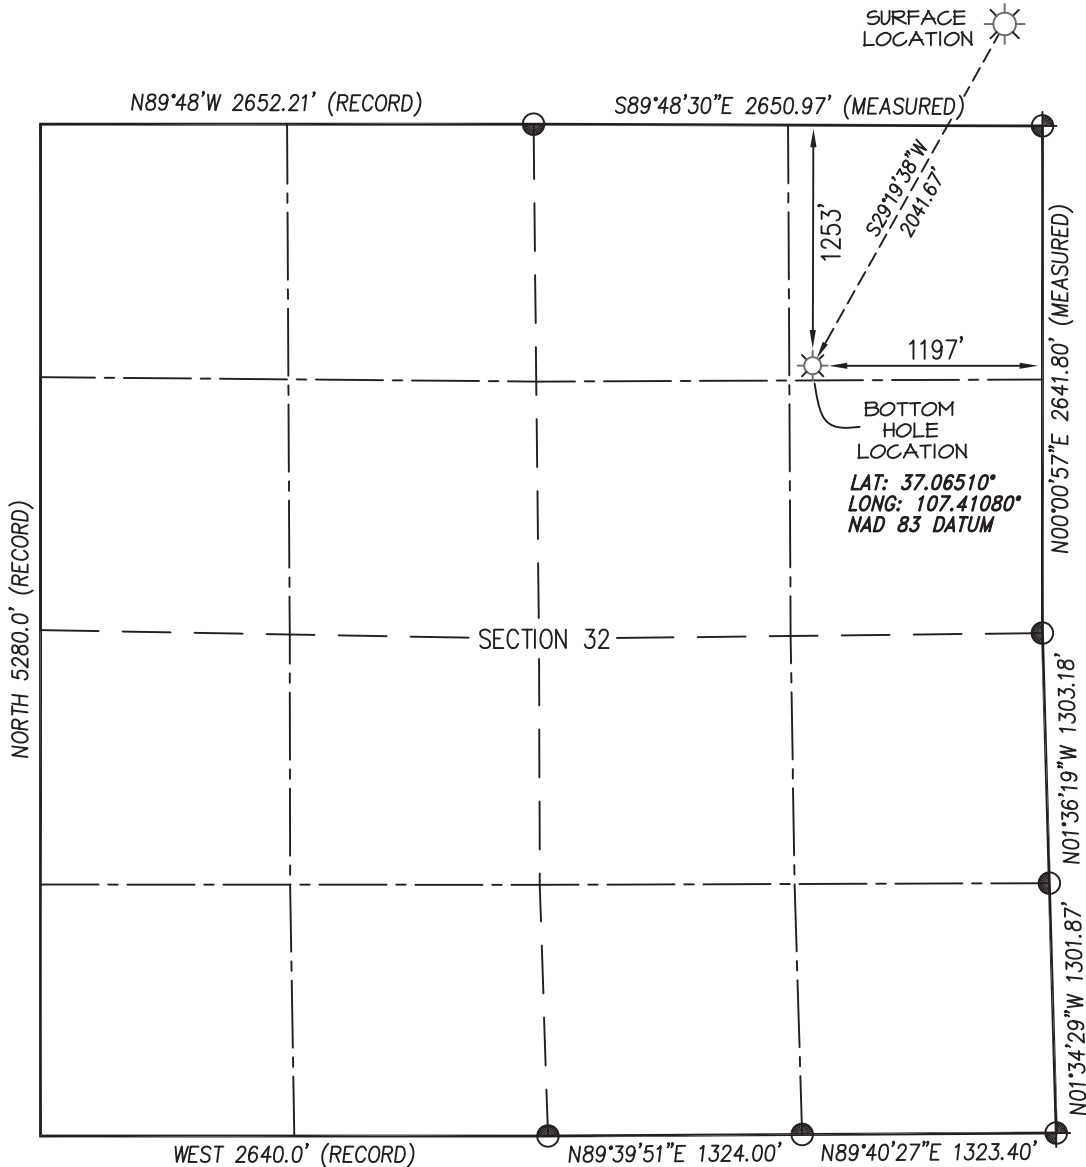 SURFACE
LOCATION
N89°48'W 2652.21' (RECORD)
S89°48'30"E 2650.97' (MEASURED)
S29°19'38"W
2041.67'
1253'
1197'
N00°00'57"E 2641.80' (MEASURED)
BOTTOM
HOLE
LOCATION
LAT: 37.06510°
LONG: 107.41080°
NAD 83 DATUM
NORTH 5280.0' (RECORD)
SECTION 32
N01°36'19"W 1303.18'
N01°34'29"W 1301.87'
WEST 2640.0' (RECORD)
N89°39'51"E 1324.00'
N89°40'27"E 1323.40'